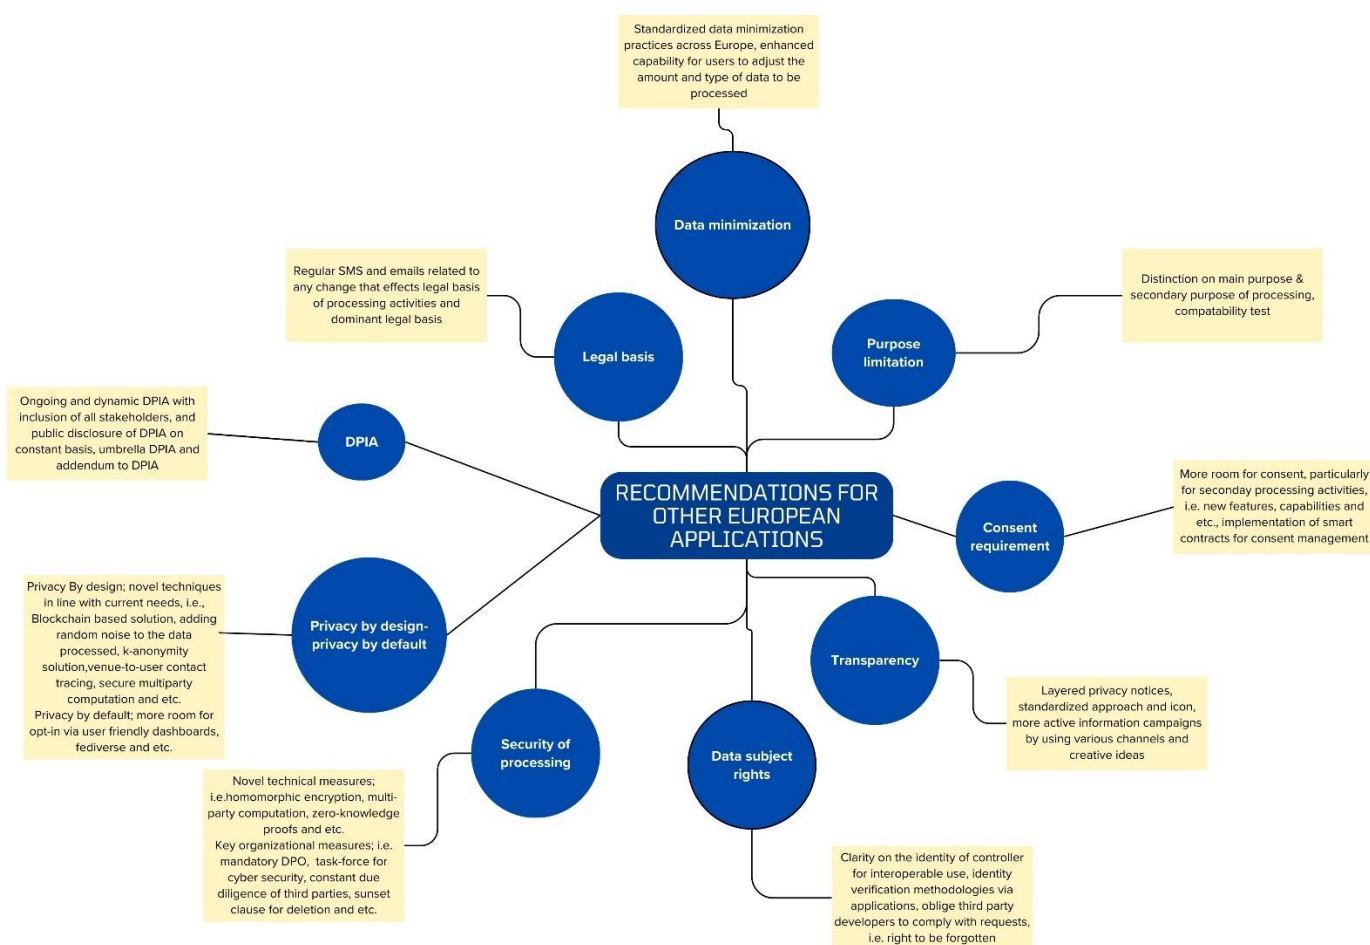 Standardized data minimization
practices across Europe, enhanced
capability for users to adjust the
amount and type of data to be
processed
Data minimization
Regular SMS and emails related to
any change that effects legal basis
of processing activities and
dominant legal basis
Legal basis
Distinction on main purpose &
secondary purpose of processing,
compatability test
Purpose
limitation
Ongoing and dynamic DPIA with
inclusion of all stakeholders, and
public disclosure of DPIA on
constant basis, umbrella DPIA and
addendum to DPIA
DPIA
RECOMMENDATIONS FOR
OTHER EUROPEAN
APPLICATIONS
Consent
requirement
More room for consent, particularly
for seconday processing activities,
i.e. new features, capabilities and
etc., implementation of smart
contracts for consent management
Privacy By design; novel techniques
in line with current needs, i.e.,
Blockchain based solution, adding
random noise to the data
processed, k-anonymity
solution,venue-to-user contact
tracing, secure multiparty
computation and etc.
Privacy by default; more room for
opt-in via user friendly dashboards,
fediverse and etc.
Privacy by design-
privacy by default
Transparency
Layered privacy notices,
standardized approach and icon,
more active information campaigns
by using various channels and
creative ideas
Security of
processing
Novel technical measures;
i.e.homomorphic encryption, multi-
party computation, zero-knowledge
proofs and etc.
Key organizational measures; i.e.
mandatory DPO, task-force for
cyber security, constant due
diligence of third parties, sunset
clause for deletion and etc.
Data subject
rights
Clarity on the identity of controller
for interoperable use, identity
verification methodologies via
applications, oblige third party
developers to comply with requests,
i.e. right to be forgotten